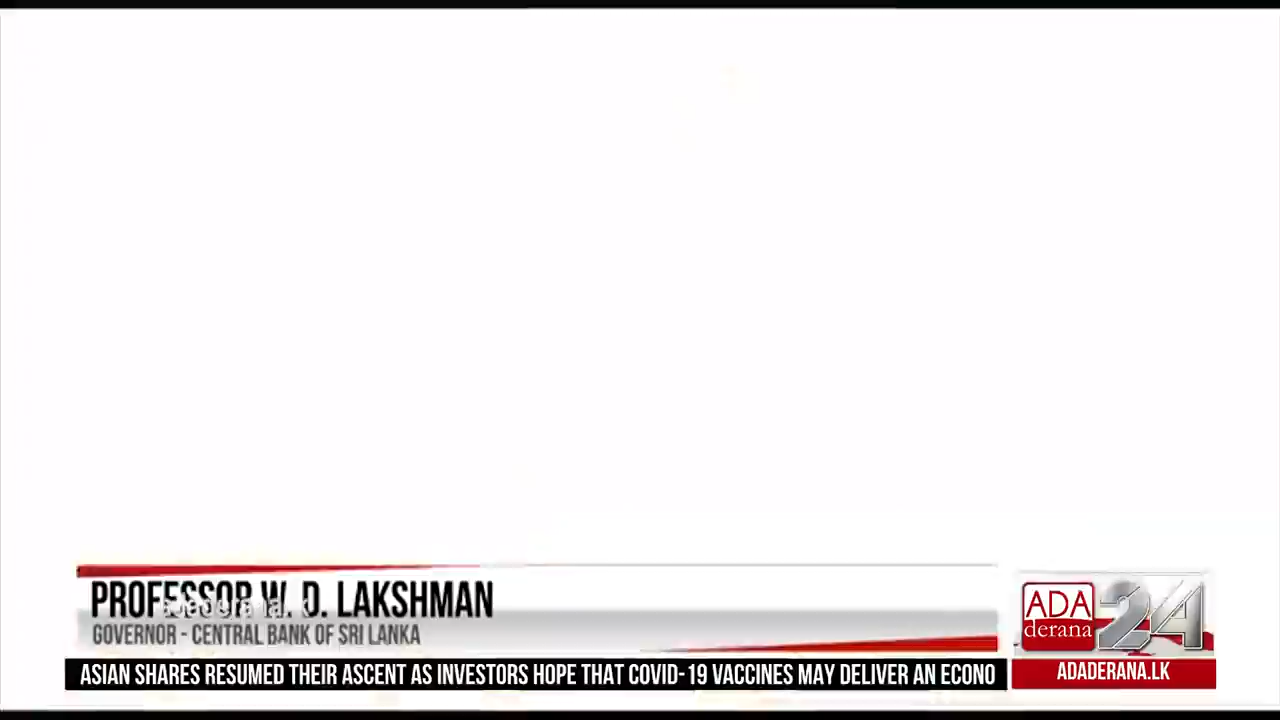 PROFESSOR W. D. LAKSHMAN
GOVERNOR - CENTRAL BANK OF SRI LANKA
ASIAN SHARES RESUMED THEIR ASCENT AS INVESTORS HOPE THAT COVID-19 VACCINES MAY DELIVER AN ECONO
ADA
derana
24
ADADERANA.LK